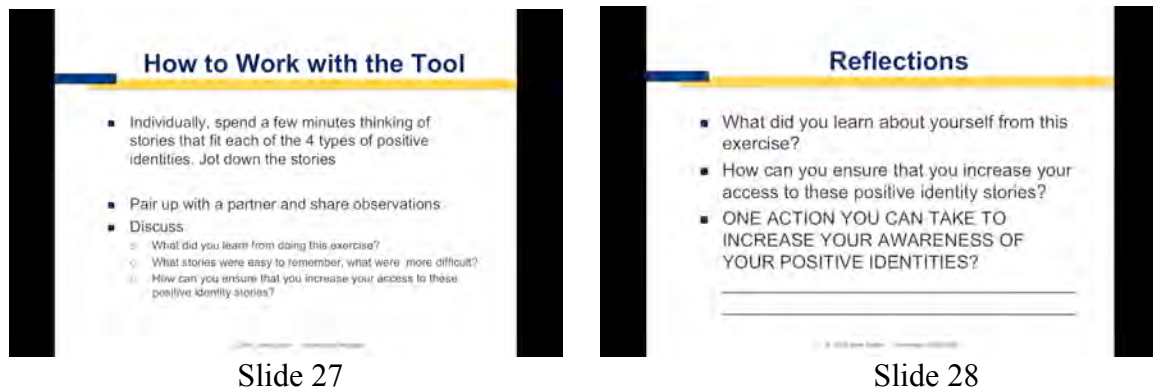 How to Work with the Tool
Individually, spend a few minutes thinking of
stories that fit each of the 4 types of positive
identities. Jot down the stories
Pair up with a partner and share observations
Discuss
What did you learn from doing this exercise?
What stories were easy to remember, what were more difficult?
How can you ensure that you increase your access to these
positive identity stories?
Slide 27
Reflections
What did you learn about yourself from this
exercise?
How can you ensure that you increase your
access to these positive identity stories?
ONE ACTION YOU CAN TAKE TO
INCREASE YOUR AWARENESS OF
YOUR POSITIVE IDENTITIES?
Slide 28